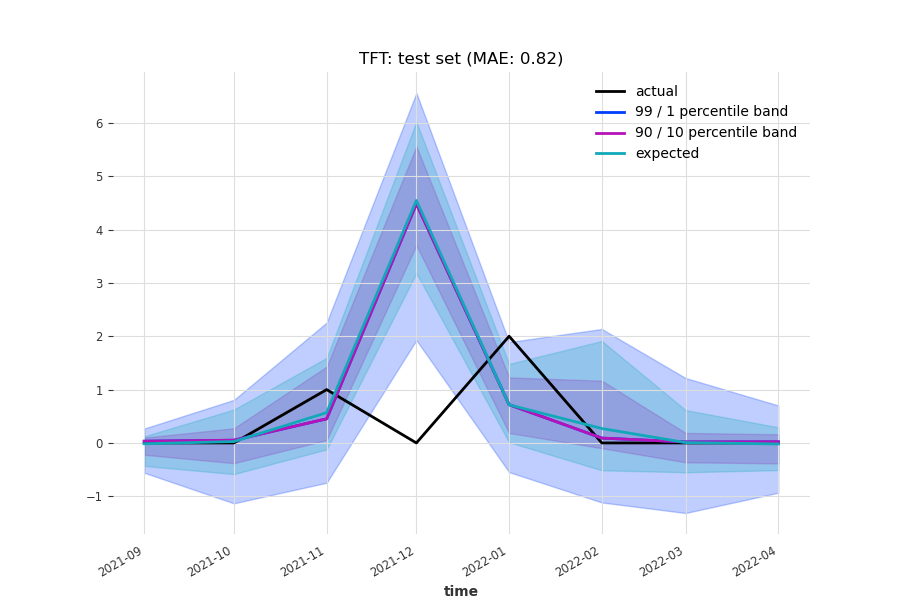 TFT: test set (MAE: 0.82)
actual
99 / 1 percentile band
90 / 10 percentile band
expected
6
5
4
3
2
1
0
−1
2021-09
2021-10
2021-11
2021-12
2022-01
2022-02
2022-03
2022-04
time